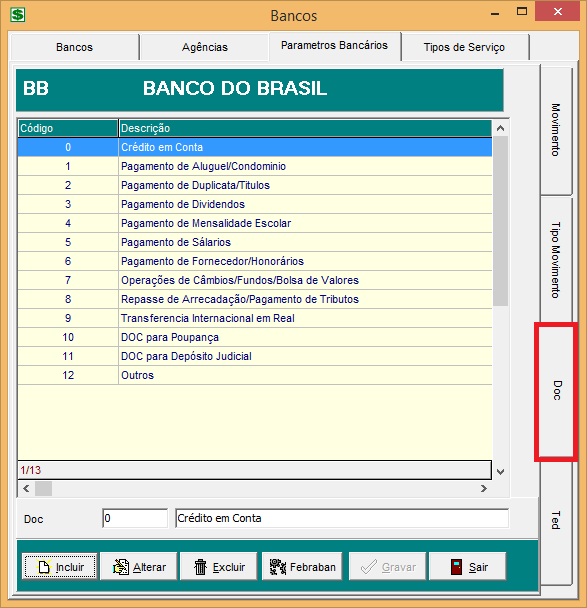 Bancos
Bancos Agências Parametros Bancários Tipos de Serviço
BB BANCO DO BRASIL
Código Descrição
0 Crédito em Conta
1 Pagamento de Aluguel/Condominio
2 Pagamento de Duplicata/Titulos
3 Pagamento de Dividendos
4 Pagamento de Mensalidade Escolar
5 Pagamento de Sálarios
6 Pagamento de Fornecedor/Honorários
7 Operações de Câmbios/Fundos/Bolsa de Valores
8 Repasse de Arrecadação/Pagamento de Tributos
9 Transferencia Internacional em Real
10 DOC para Poupança
11 DOC para Depósito Judicial
12 Outros
1/13
Doc 0 Crédito em Conta
Incluir Alterar Excluir Febraban Gravar Sair
Movimento
Tipo Movimento
Doc
Ted